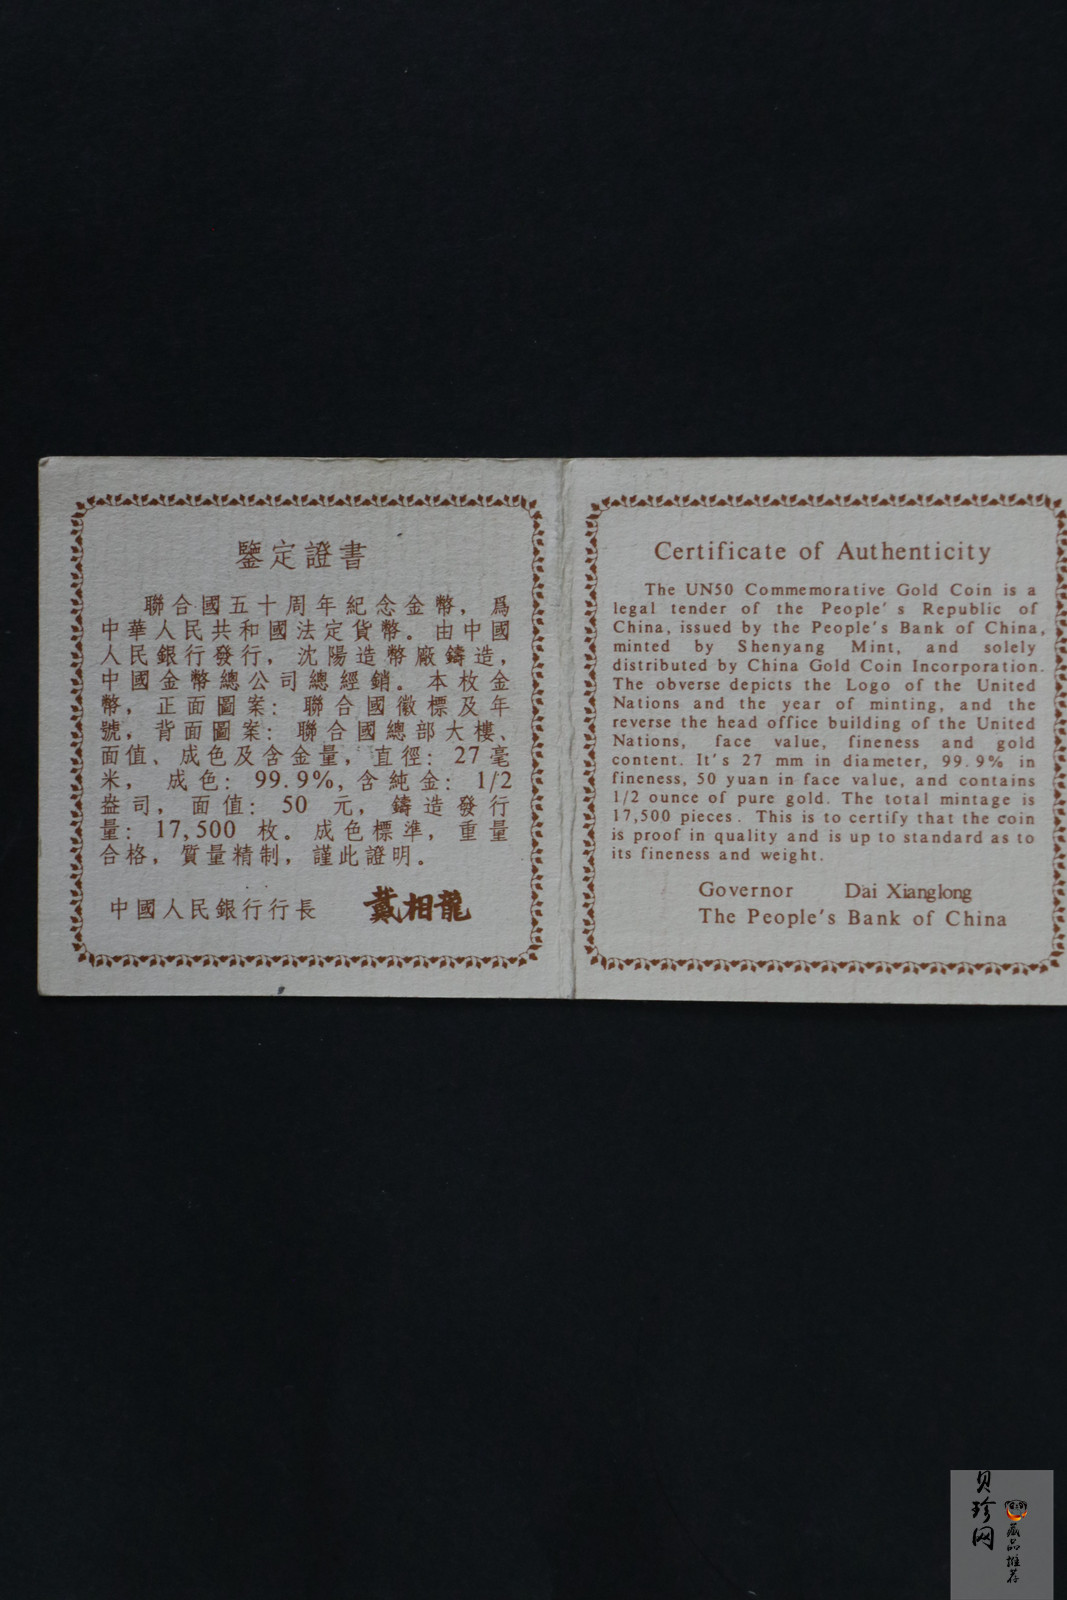 鑒定證書
聯合國五十周年紀念金幣，爲
中華人民共和國法定貨幣。由中國
人民銀行發行，沈陽造幣廠鑄造，
中國金幣總公司總經銷。本枚金
幣，正面圖案：聯合國徽標及年
號，背面圖案：聯合國總部大樓、
面值、成色及含金量，直徑：27毫
米，成色：99.9%，含純金：1/2
盎司，面值：50 元，鑄造發行
量：17,500 枚。成色標準，重量
合格，質量精制，謹此證明。
中國人民銀行行長 戴相龍
Certificate of Authenticity
The UN50 Commemorative Gold Coin is a
legal tender of the People's Republic of
China, issued by the People's Bank of China,
minted by Shenyang Mint, and solely
distributed by China Gold Coin Incorporation.
The obverse depicts the Logo of the United
Nations and the year of minting, and the
reverse the head office building of the United
Nations, face value, fineness and gold
content. It's 27 mm in diameter, 99.9% in
fineness, 50 yuan in face value, and contains
1/2 ounce of pure gold. The total mintage is
17,500 pieces. This is to certify that the coin
is proof in quality and is up to standard as to
its fineness and weight.
Governor Dai Xianglong
The People's Bank of China
贝珍网
藏品推荐